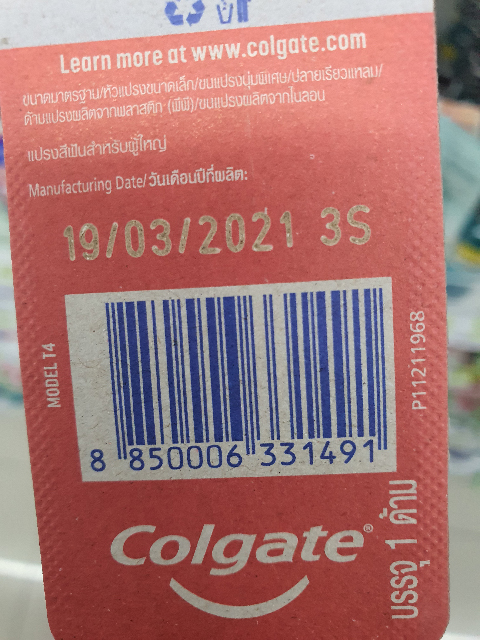 Learn more at www.colgate.com
ขนาดมาตรฐาน/หัวแปรงขนาดเล็ก/ขนแปรงนุ่มพิเศษ/ปลายเรียวแหลม/
ด้ามแปรงผลิตจากพลาสติก (พีพี)/ขนแปรงผลิตจากไนลอน
แปรงสีฟันสำหรับผู้ใหญ่
Manufacturing Date/วันเดือนปีที่ผลิต:
19/03/2021 3S
MODEL T4
P11211968
8 850006 331491
Colgate®
บรรจุ 1 ด้าม